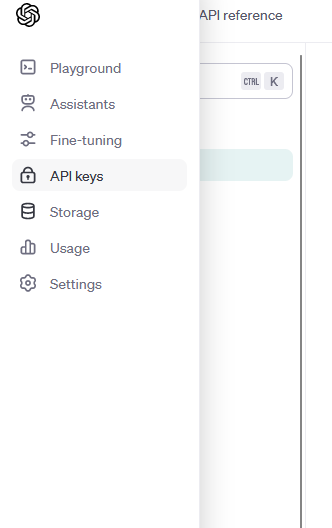 API reference
Playground
CTRL K
Assistants
Fine-tuning
API keys
Storage
Usage
Settings